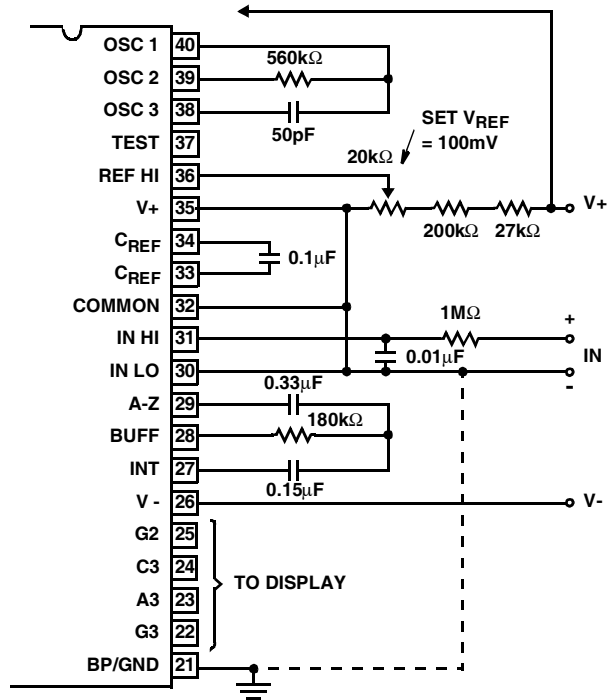 OSC 1 40
560kΩ
OSC 2 39
OSC 3 38
50pF
SET VREF
= 100mV
TEST 37
20kΩ
REF HI 36
V+ 35
V+
200kΩ 27kΩ
CREF 34
0.1μF
CREF 33
COMMON 32
1MΩ
+
IN HI 31
0.01μF
IN
IN LO 30
-
0.33μF
A-Z 29
180kΩ
BUFF 28
INT 27
0.15μF
V - 26
V-
G2 25
C3 24
TO DISPLAY
A3 23
G3 22
BP/GND 21